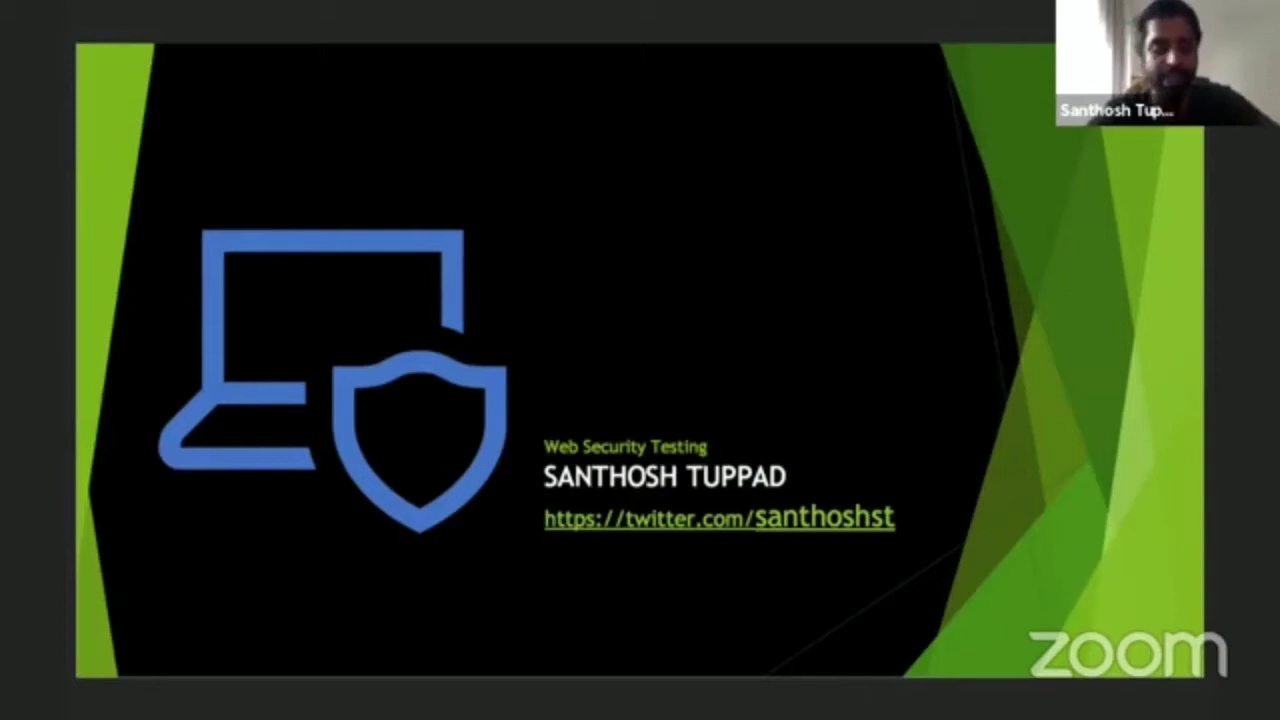 Santhosh Tup...
Web Security Testing
SANTHOSH TUPPAD
https://twitter.com/santhoshst
zoom